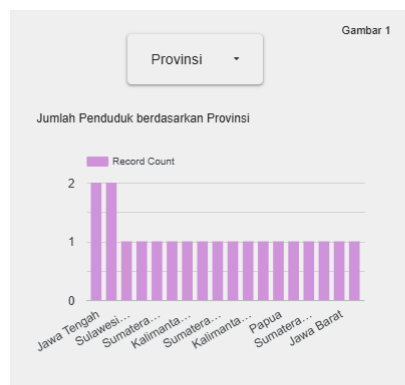 Gambar 1
Provinsi
Jumlah Penduduk berdasarkan Provinsi
Record Count
2
1
0
Jawa Tengah
Sulawesi...
Sumatera...
Kalimanta...
Sumatera...
Kalimanta...
Papua
Sumatera...
Jawa Barat